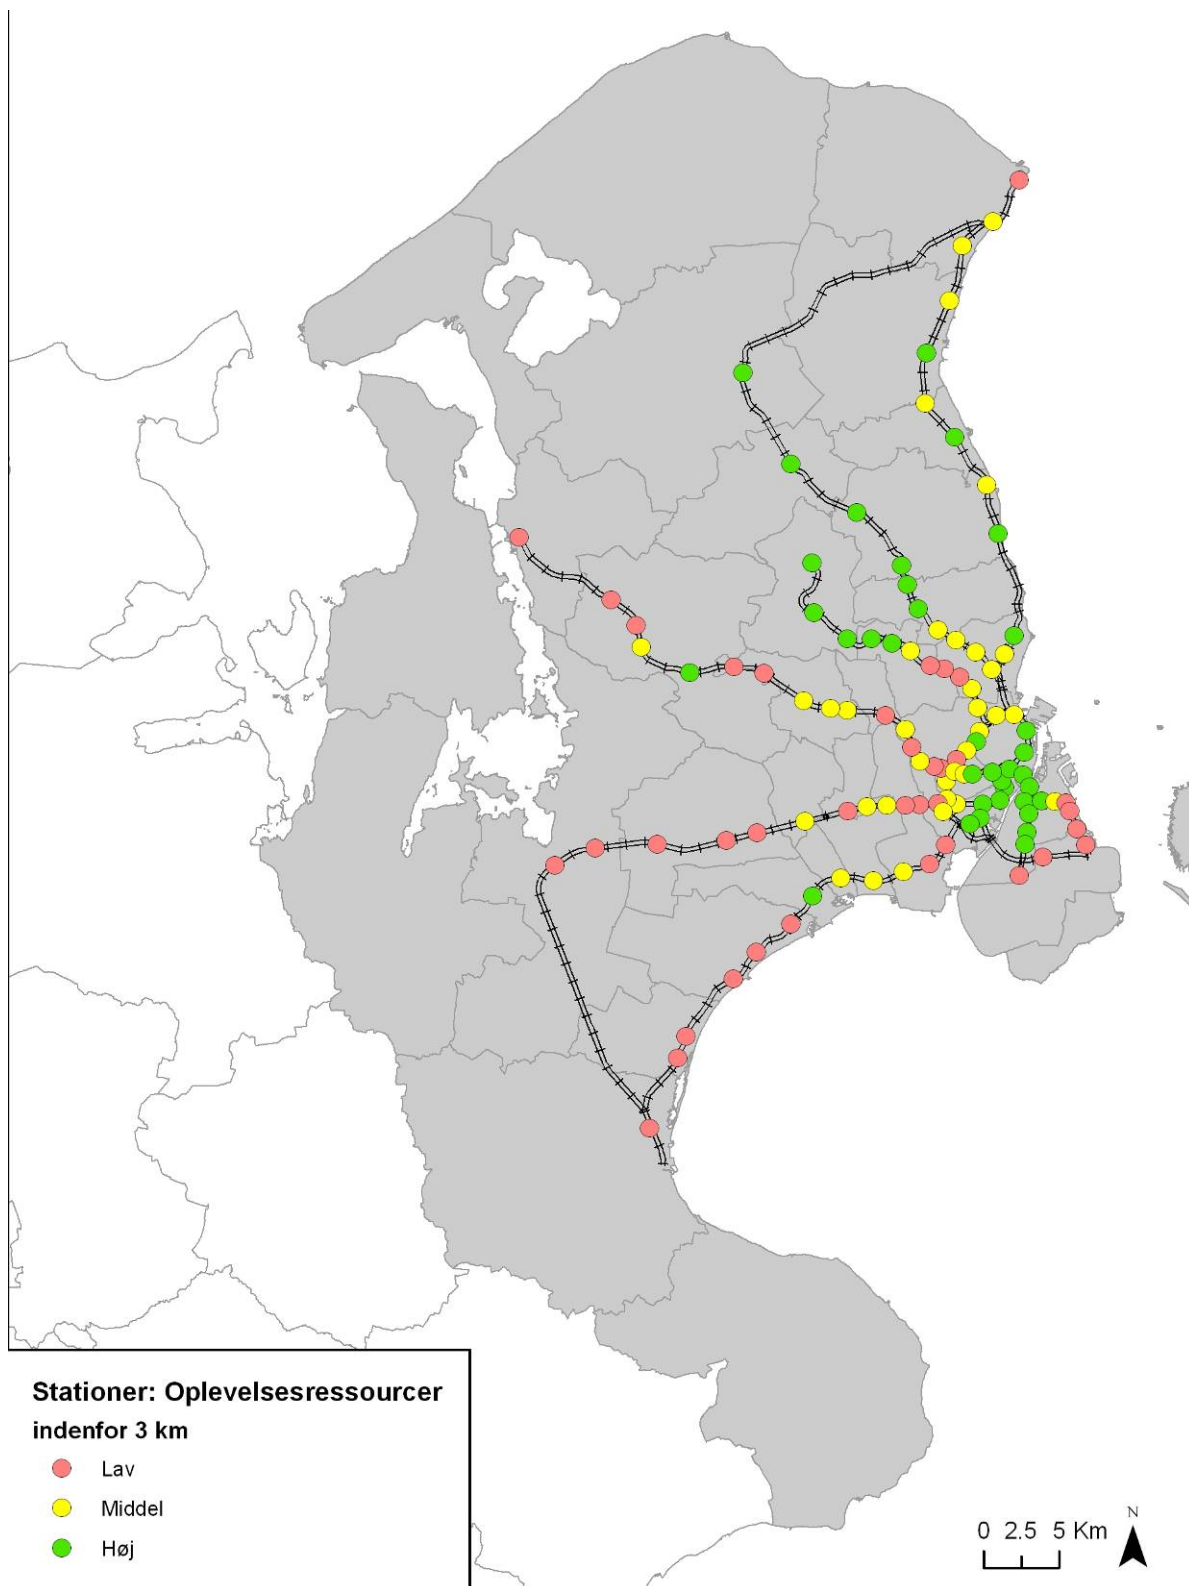 Stationer: Oplevelsesressourcer
indenfor 3 km
Lav
Middel
Høj
0 2.5 5 Km
N